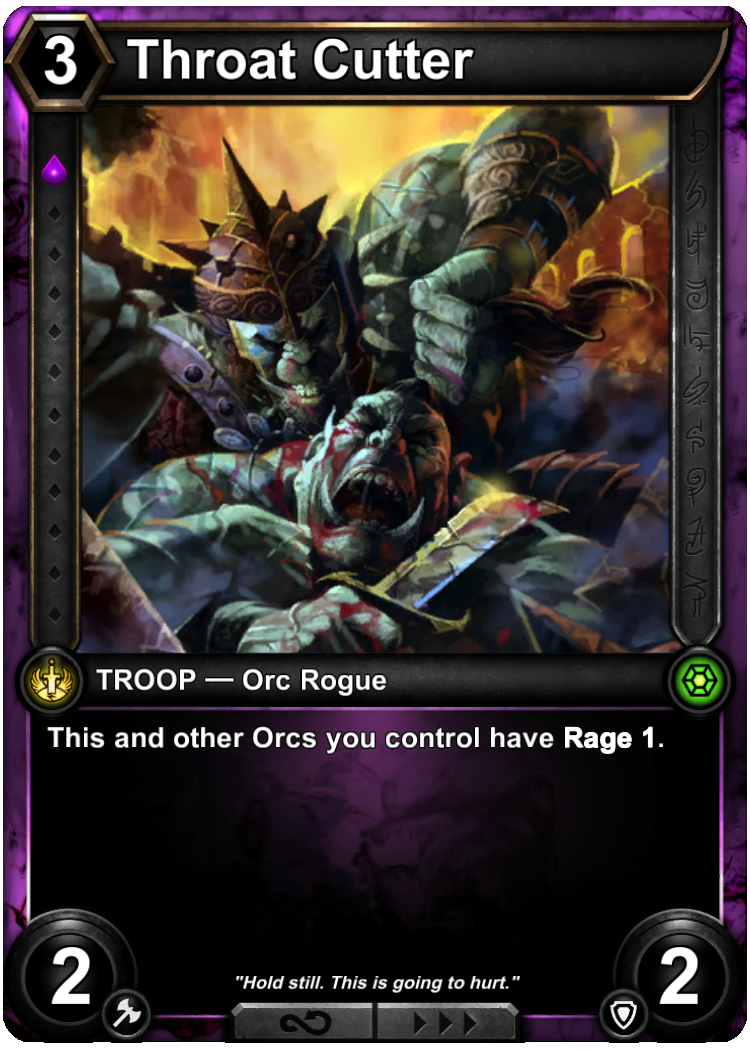 3 Throat Cutter
TROOP — Orc Rogue
This and other Orcs you control have Rage 1.
"Hold still. This is going to hurt."
2 2